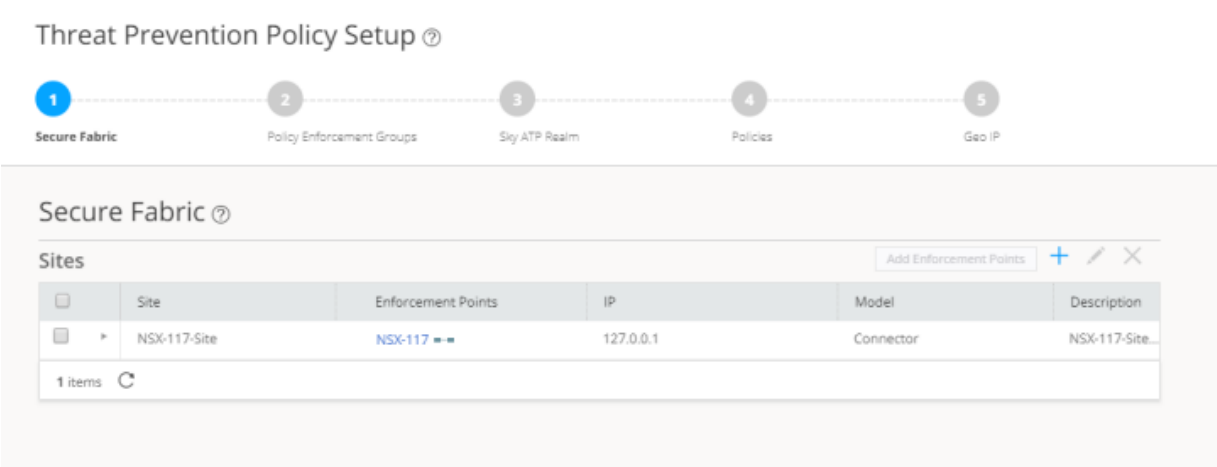 Threat Prevention Policy Setup ?
1 2 3 4 5
Secure Fabric Policy Enforcement Groups Sky ATP Realm Policies Geo IP
Secure Fabric ?
Sites Add Enforcement Points
Site Enforcement Points IP Model Description
NSX-117-Site NSX-117 127.0.0.1 Connector NSX-117-Site...
1 items